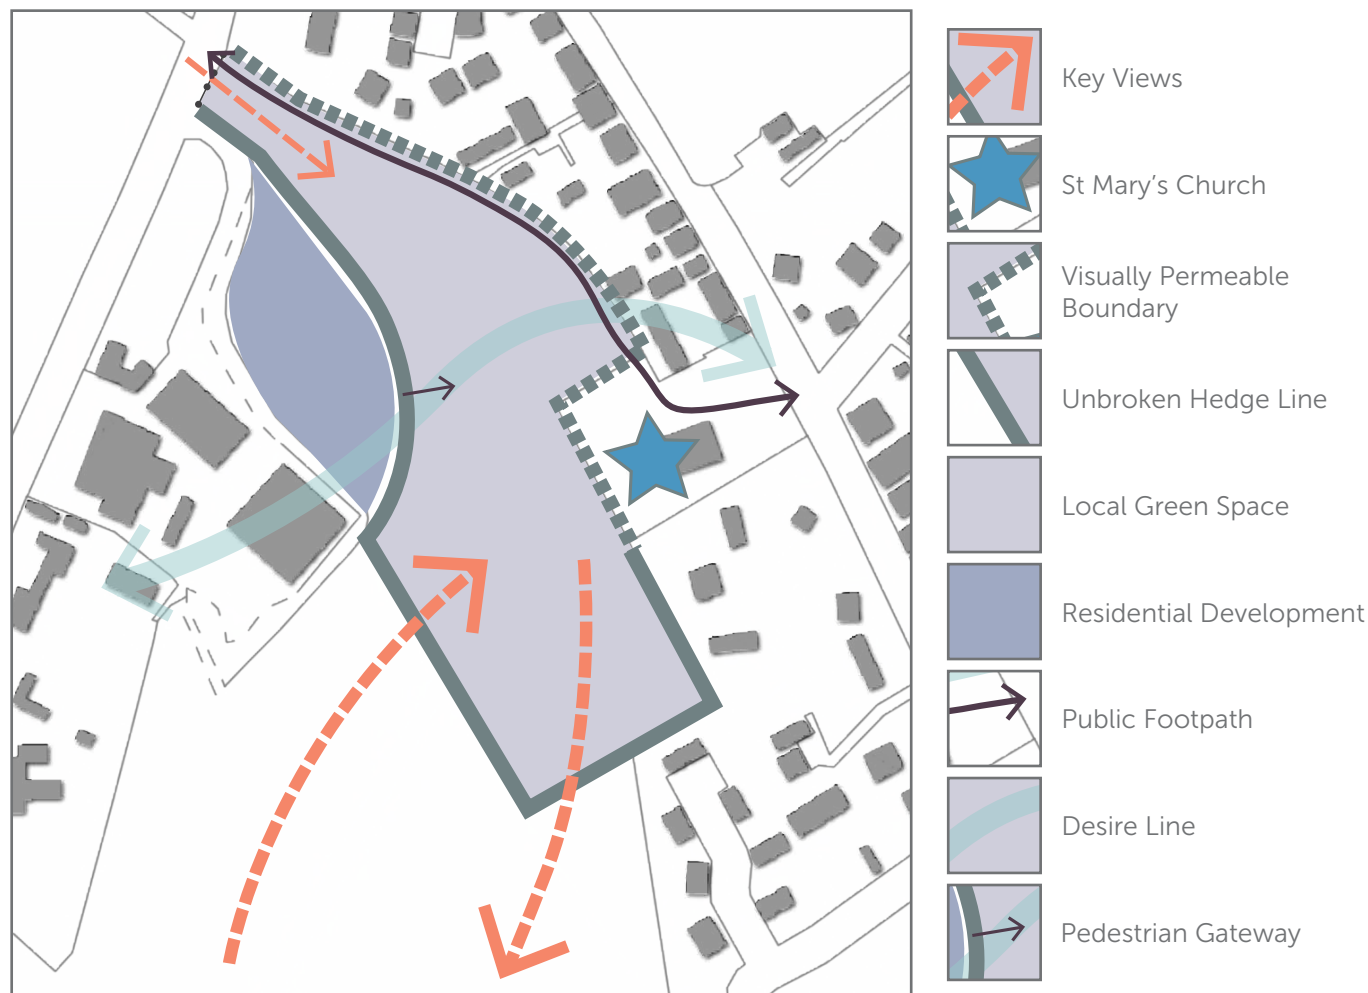 Key Views
St Mary’s Church
Visually Permeable
Boundary
Unbroken Hedge Line
Local Green Space
Residential Development
Public Footpath
Desire Line
Pedestrian Gateway